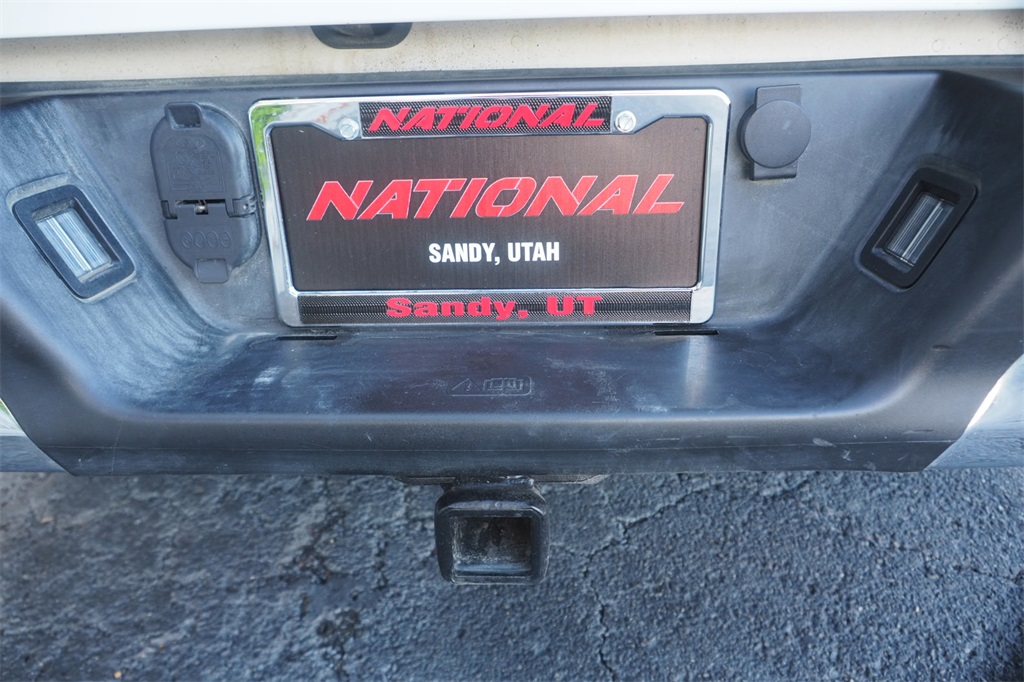 NATIONAL
NATIONAL
SANDY, UTAH
Sandy, UT